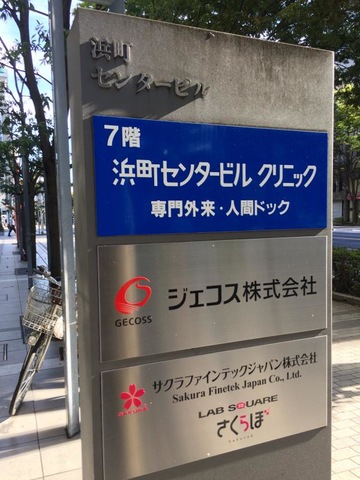 浜町
センタービル
7階
浜町センタービル クリニック
専門外来・人間ドック
GECOSS
ジェコス株式会社
SAKURA
サクラファインテックジャパン株式会社
Sakura Finetek Japan Co., Ltd.
LAB SQUARE
さくらぼ